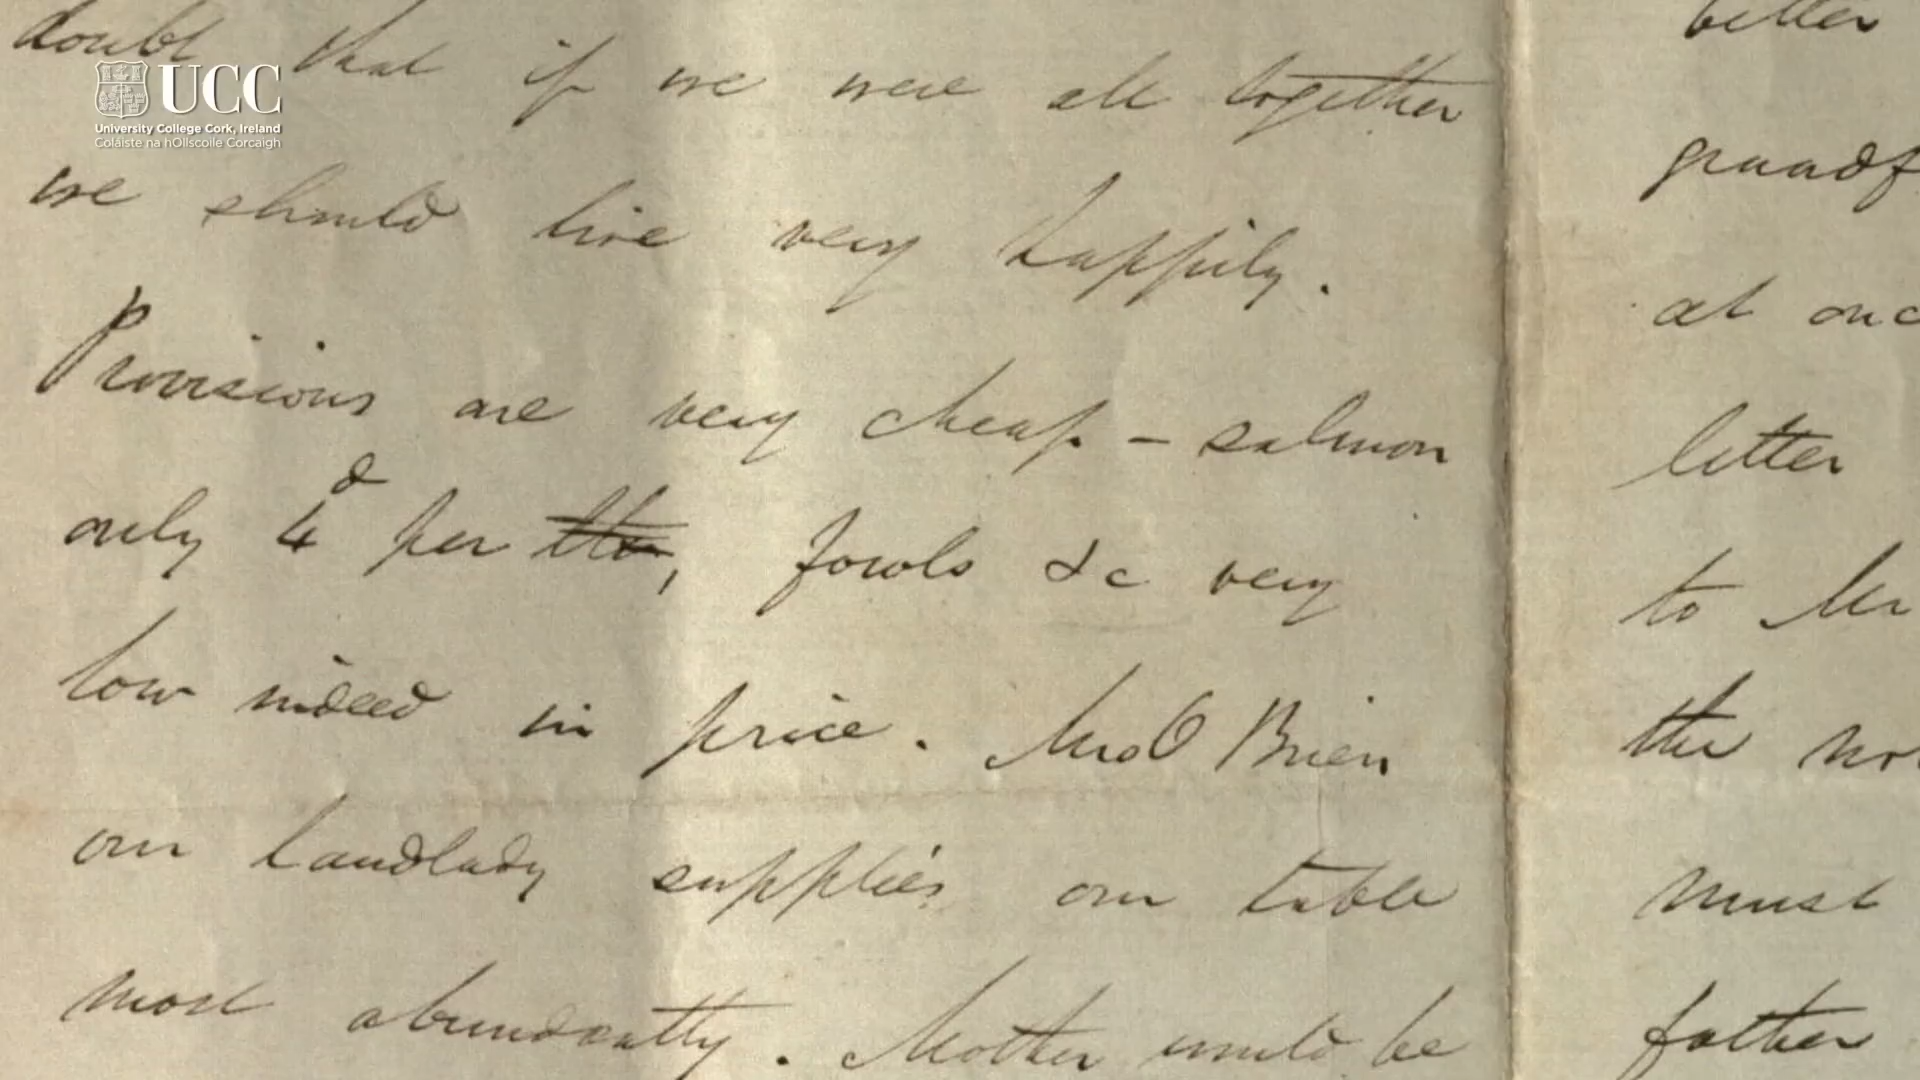 doubt that if we were all together
we should live very happily.
Provisions are very cheap – salmon
only 4d per lb, fowls &c very
low indeed in price. Mrs O Brien
our landlady supplies our table
most abundantly. Mother would be
better
grandf
at onc
letter
to Mr
the no
must
father
UCC
University College Cork, Ireland
Coláiste na hOllscoile Corcaigh